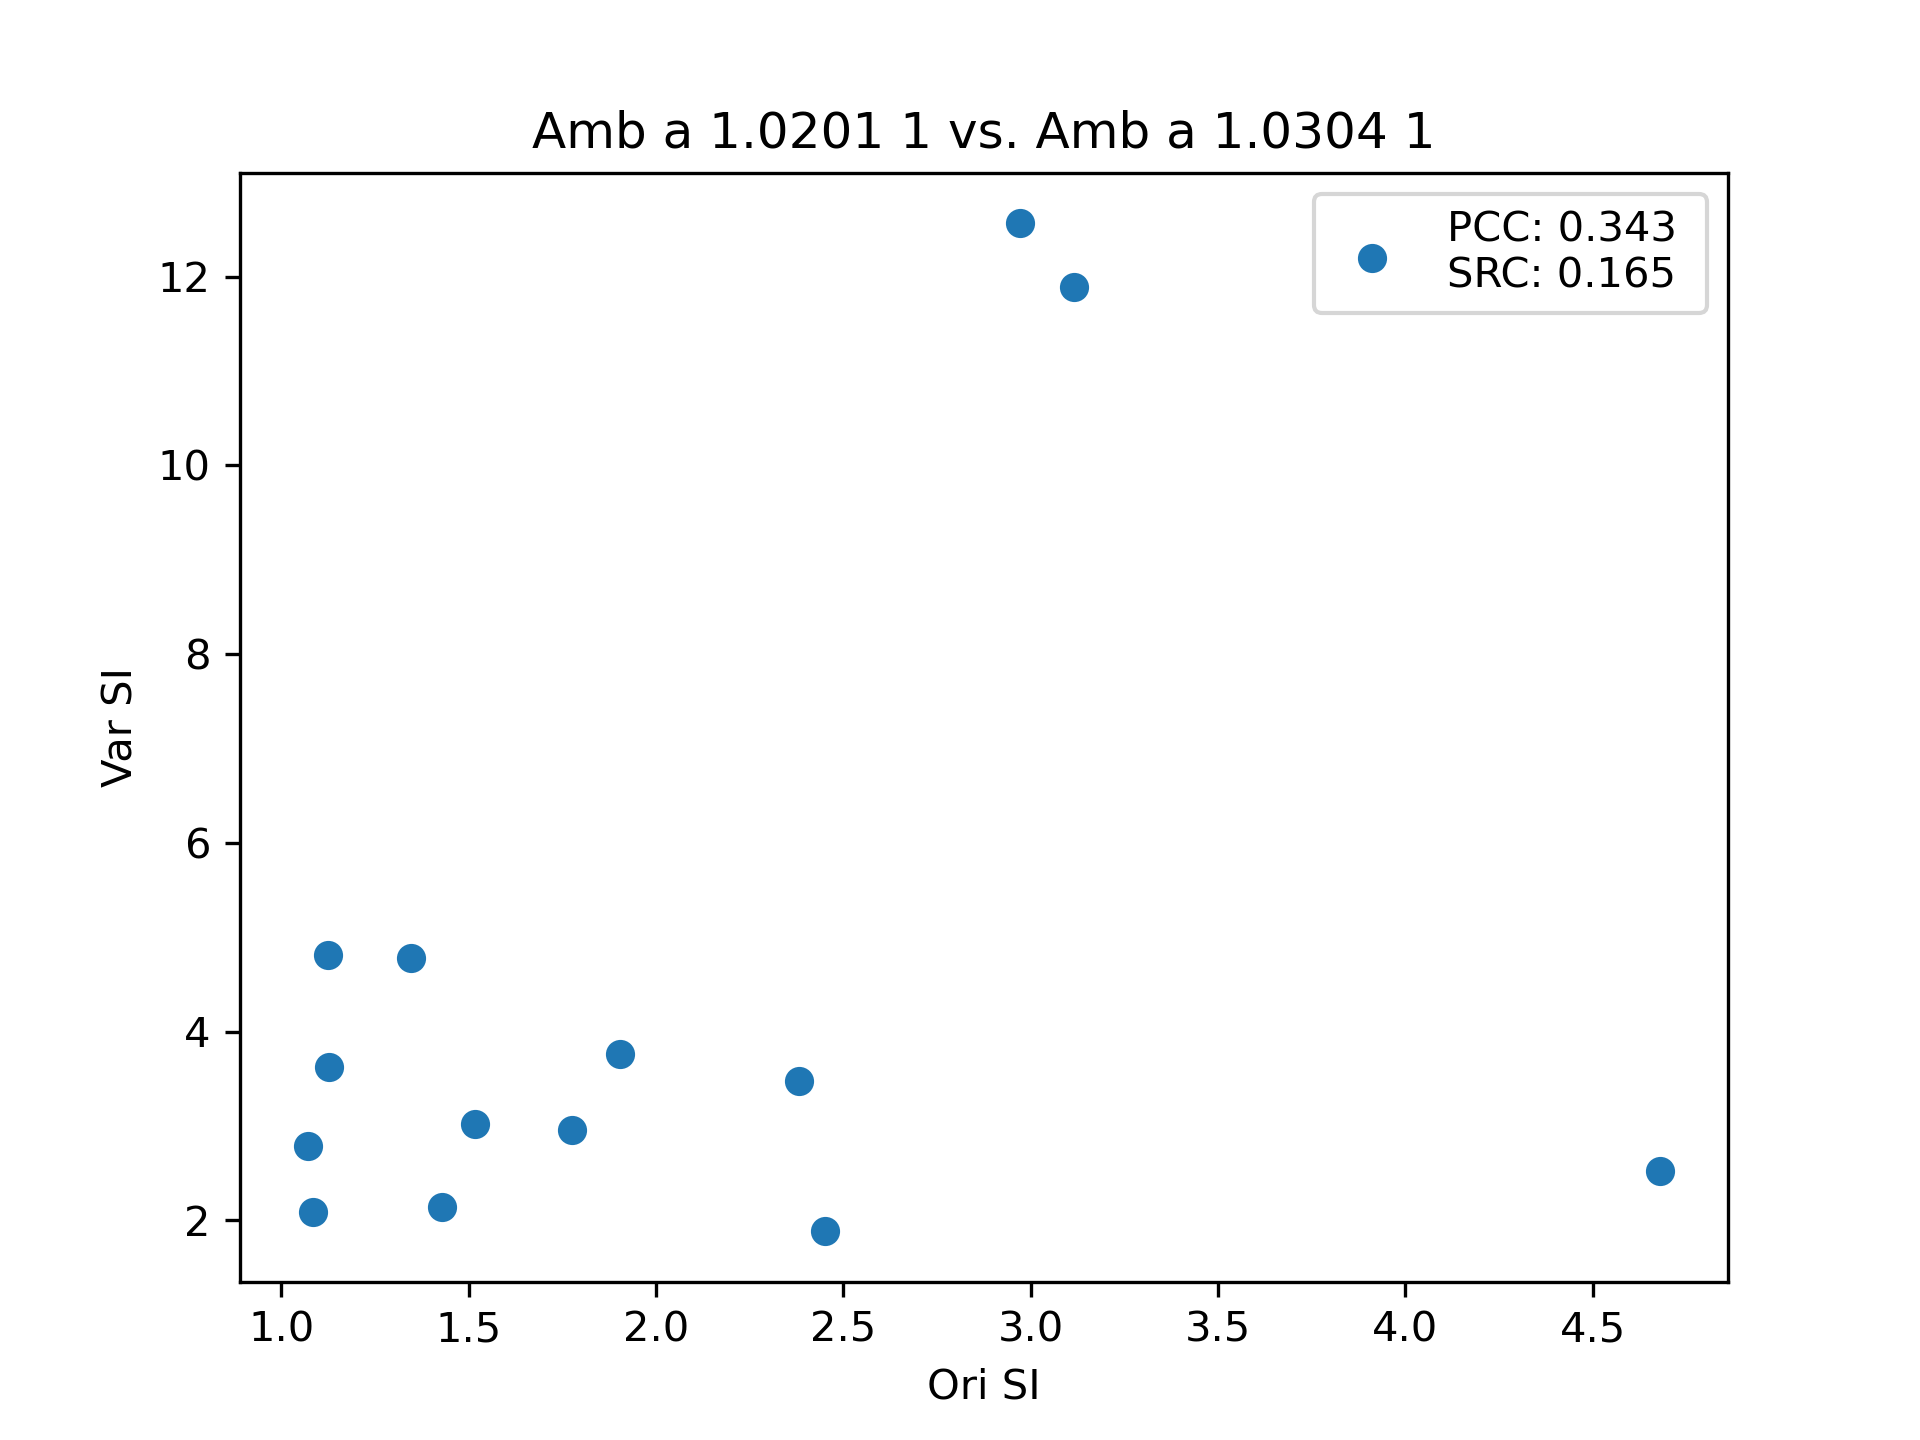 Amb a 1.0201 1 vs. Amb a 1.0304 1
PCC: 0.343
SRC: 0.165
12
10
8
6
4
2
Var SI
1.0 1.5 2.0 2.5 3.0 3.5 4.0 4.5
Ori SI